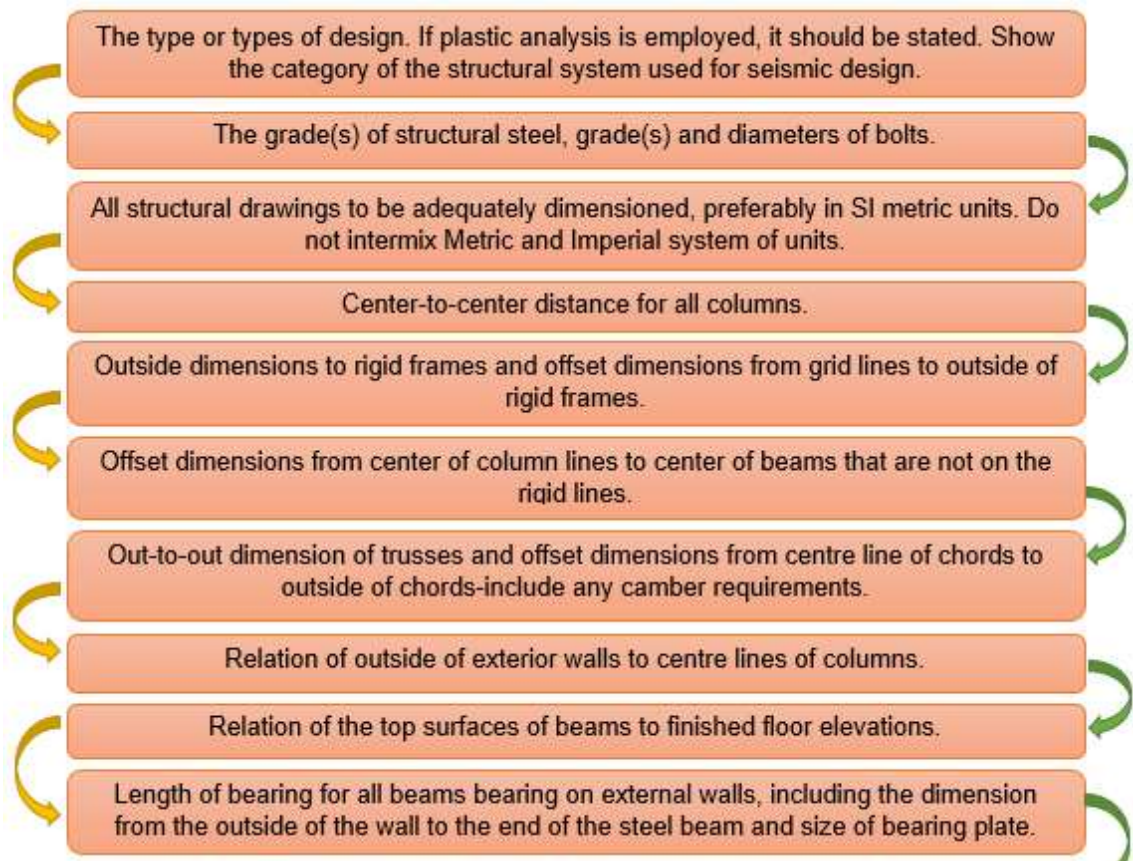 The type or types of design. If plastic analysis is employed, it should be stated. Show
the category of the structural system used for seismic design.
The grade(s) of structural steel, grade(s) and diameters of bolts.
All structural drawings to be adequately dimensioned, preferably in SI metric units. Do
not intermix Metric and Imperial system of units.
Center-to-center distance for all columns.
Outside dimensions to rigid frames and offset dimensions from grid lines to outside of
rigid frames.
Offset dimensions from center of column lines to center of beams that are not on the
rigid lines.
Out-to-out dimension of trusses and offset dimensions from centre line of chords to
outside of chords-include any camber requirements.
Relation of outside of exterior walls to centre lines of columns.
Relation of the top surfaces of beams to finished floor elevations.
Length of bearing for all beams bearing on external walls, including the dimension
from the outside of the wall to the end of the steel beam and size of bearing plate.